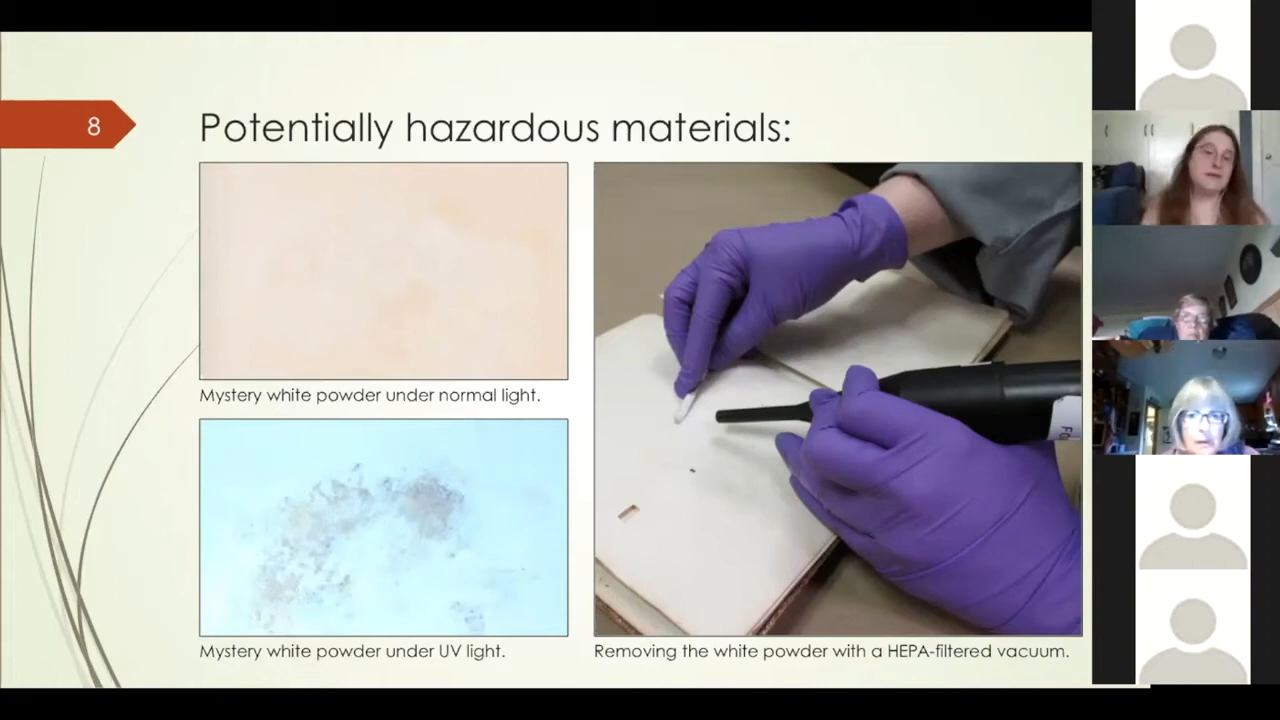 8
Potentially hazardous materials:
Mystery white powder under normal light.
Mystery white powder under UV light.
Removing the white powder with a HEPA-filtered vacuum.